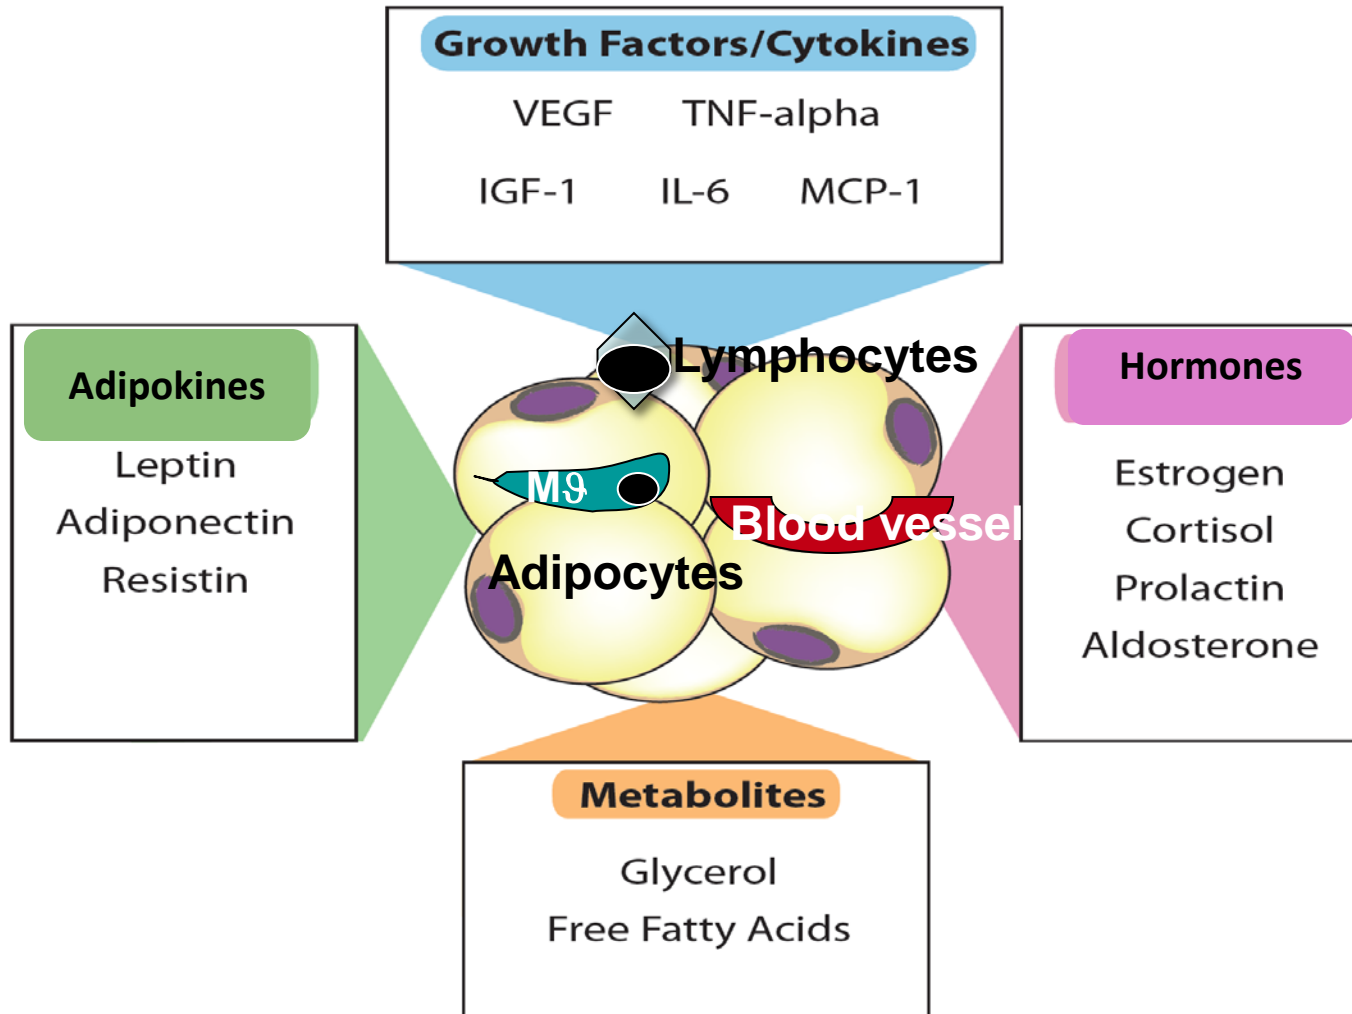 Growth Factors/Cytokines
VEGF TNF-alpha
IGF-1 IL-6 MCP-1
Adipokines
Leptin
Adiponectin
Resistin
Lymphocytes
Mϑ
Blood vessel
Adipocytes
Hormones
Estrogen
Cortisol
Prolactin
Aldosterone
Metabolites
Glycerol
Free Fatty Acids